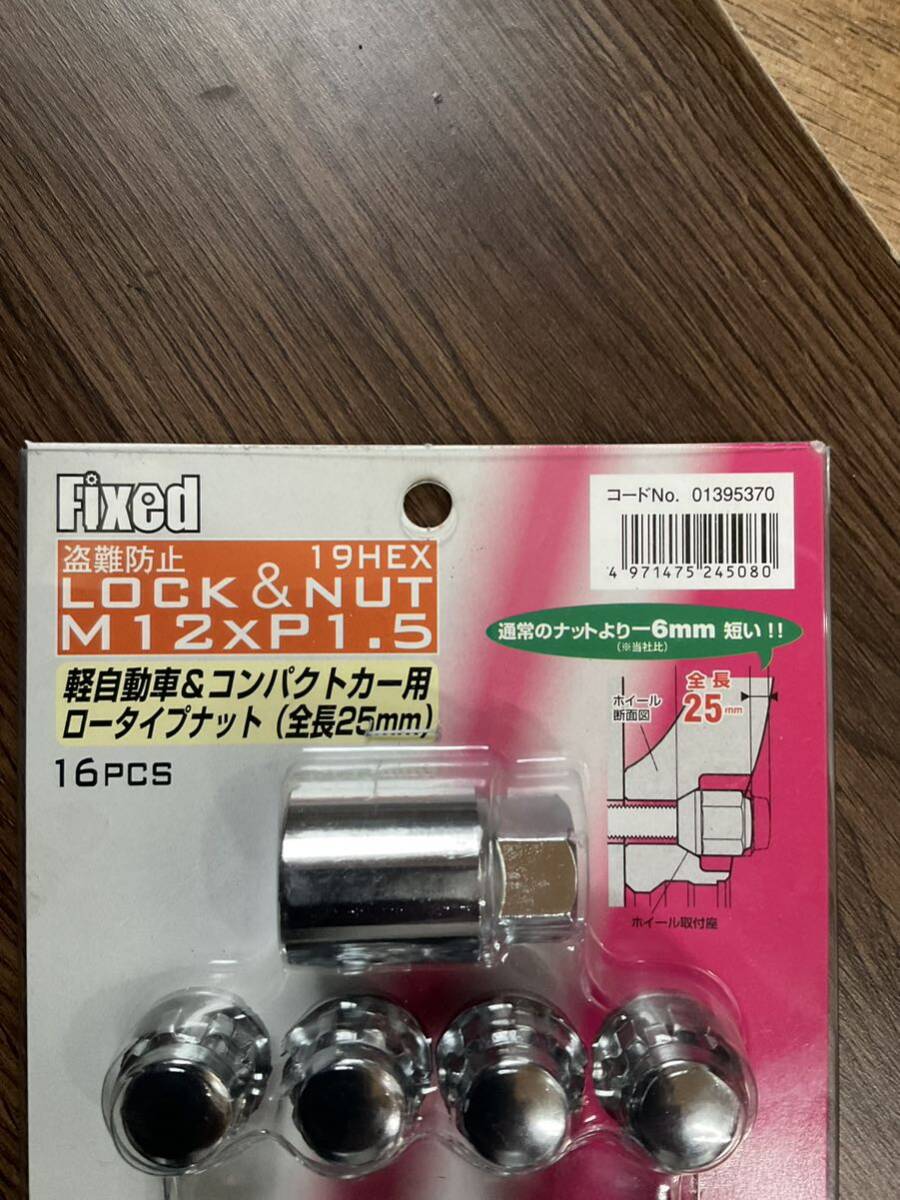 Fixed
盗難防止 19HEX
LOCK & NUT
M12xP1.5
軽自動車&コンパクトカー用
ロータイプナット(全長25mm)
16PCS
コードNo. 01395370
4 971475 245080
通常のナットより−6mm 短い!!
(※当社比)
ホイール
断面図
全長
25mm
ホイール取付座